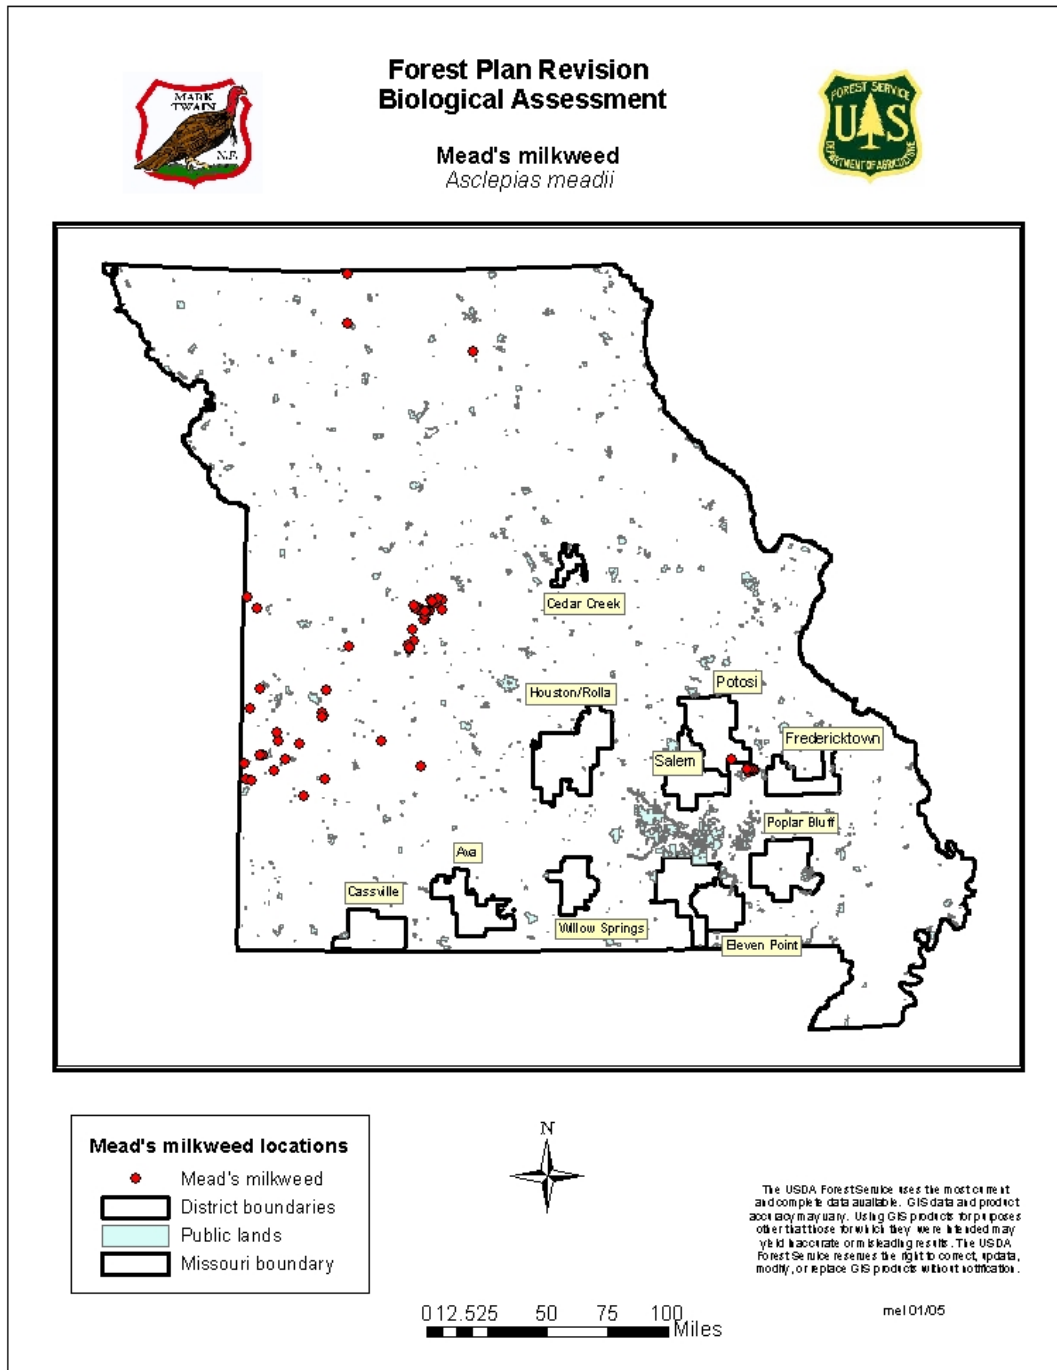 Forest Plan Revision
Biological Assessment
MARK
TWAIN
N.F.
FOREST SERVICE
U S
DEPARTMENT OF AGRICULTURE
Mead's milkweed
Asclepias meadii
Cedar Creek
Houston/Rolla
Potosi
Fredericktown
Salem
Poplar Bluff
Ava
Cassville
Willow Springs
Eleven Point
Mead's milkweed locations
Mead's milkweed
District boundaries
Public lands
Missouri boundary
N
The USDA Forest Service uses the most current
and complete data available. GIS data and product
accuracy may vary. Using GIS products for purposes
other that those for which they were intended may
yield inaccurate or misleading results. The USDA
Forest Service reserves the right to correct, update,
modify, or replace GIS products without notification.
mel 01/05
0 12.5 25 50 75 100
Miles